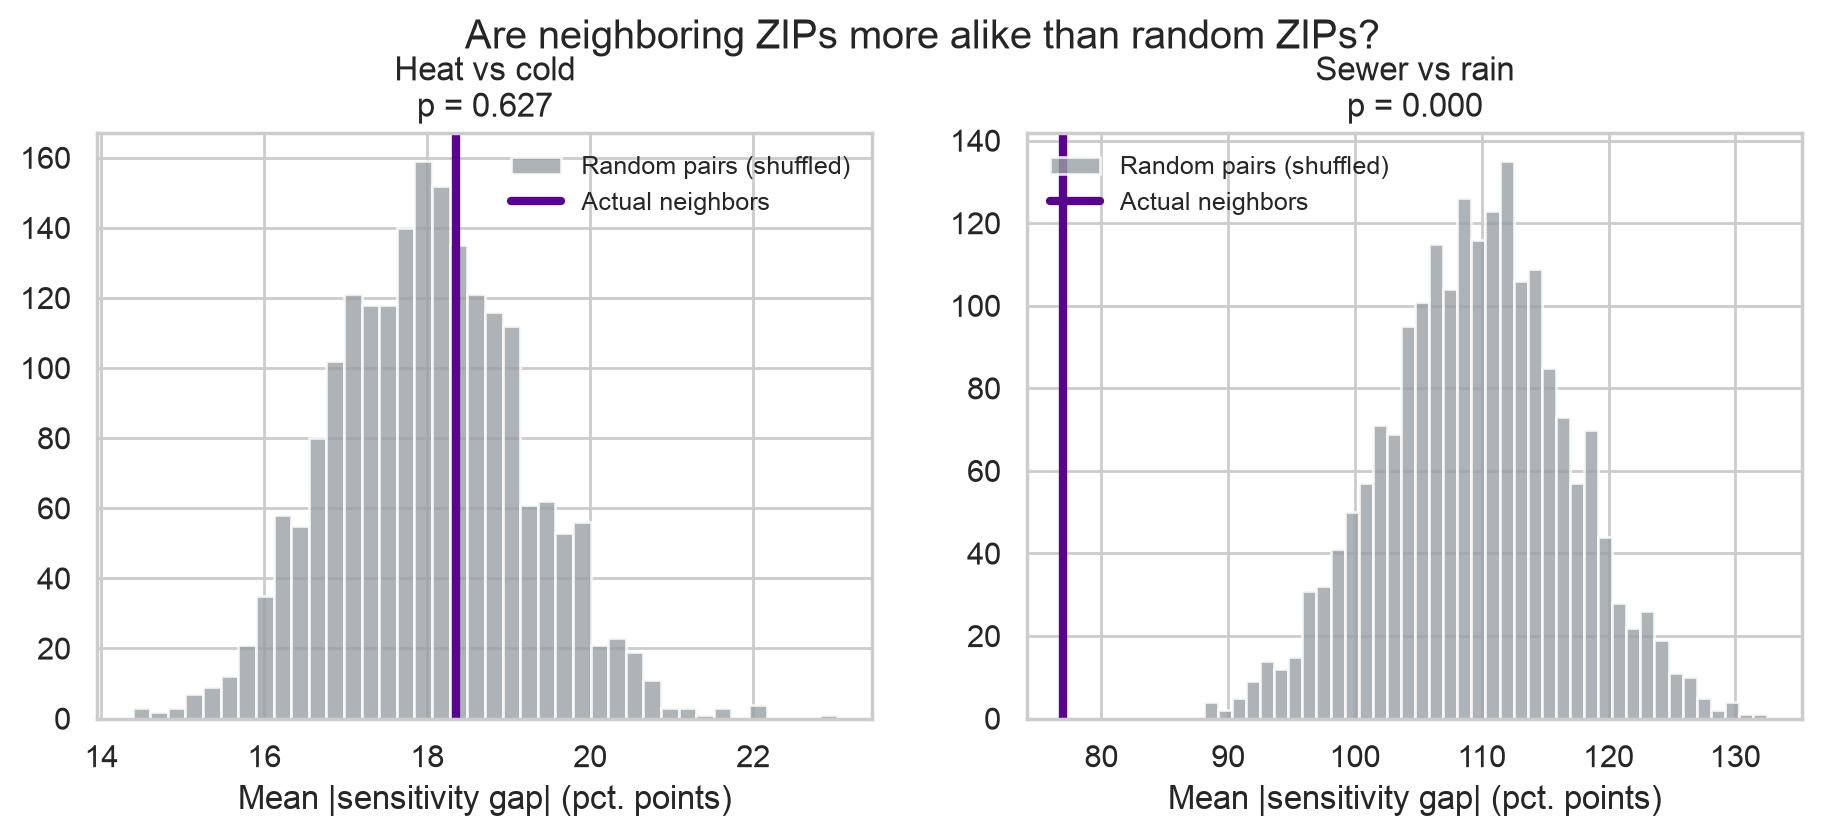 Are neighboring ZIPs more alike than random ZIPs?
Heat vs cold
p = 0.627
160
140
120
100
80
60
40
20
0
14 16 18 20 22
Random pairs (shuffled)
Actual neighbors
Mean |sensitivity gap| (pct. points)
Sewer vs rain
p = 0.000
140
120
100
80
60
40
20
0
80 90 100 110 120 130
Random pairs (shuffled)
Actual neighbors
Mean |sensitivity gap| (pct. points)